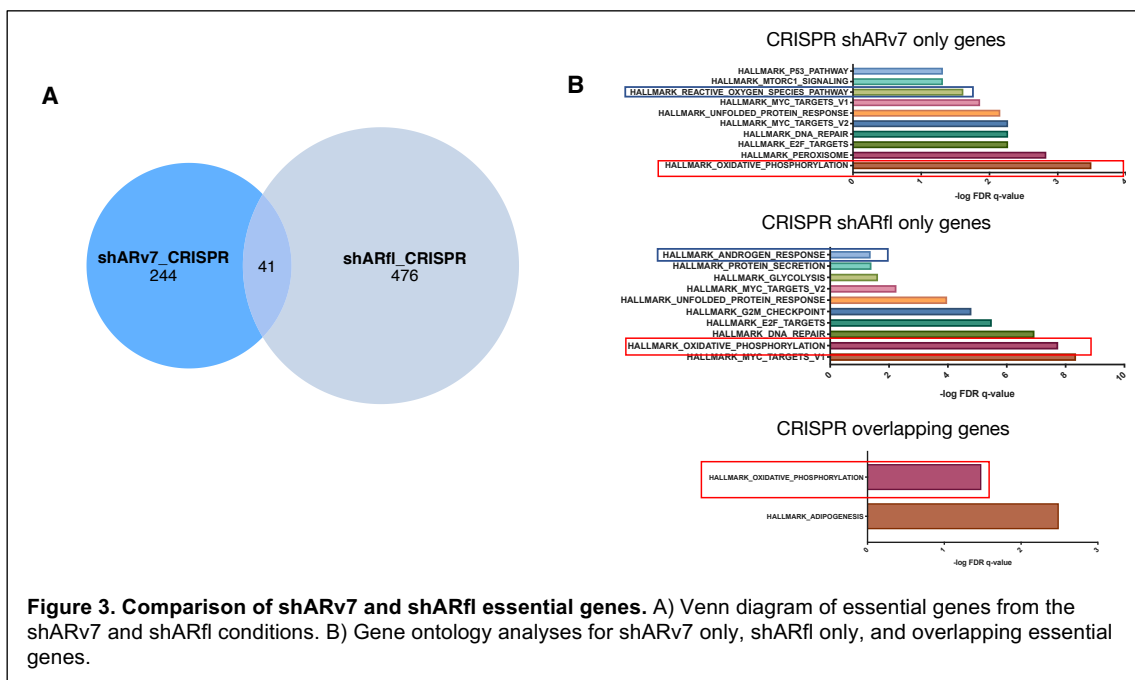 A
shARv7_CRISPR
244
41
shARfl_CRISPR
476
B
CRISPR shARv7 only genes
HALLMARK_P53_PATHWAY
HALLMARK_MTORC1_SIGNALING
HALLMARK_REACTIVE_OXYGEN_SPECIES_PATHWAY
HALLMARK_MYC_TARGETS_V1
HALLMARK_UNFOLDED_PROTEIN_RESPONSE
HALLMARK_MYC_TARGETS_V2
HALLMARK_DNA_REPAIR
HALLMARK_E2F_TARGETS
HALLMARK_PEROXISOME
HALLMARK_OXIDATIVE_PHOSPHORYLATION
0 1 2 3 4
-log FDR q-value
CRISPR shARfl only genes
HALLMARK_ANDROGEN_RESPONSE
HALLMARK_PROTEIN_SECRETION
HALLMARK_GLYCOLYSIS
HALLMARK_MYC_TARGETS_V2
HALLMARK_UNFOLDED_PROTEIN_RESPONSE
HALLMARK_G2M_CHECKPOINT
HALLMARK_E2F_TARGETS
HALLMARK_DNA_REPAIR
HALLMARK_OXIDATIVE_PHOSPHORYLATION
HALLMARK_MYC_TARGETS_V1
0 2 4 6 8 10
-log FDR q-value
CRISPR overlapping genes
HALLMARK_OXIDATIVE_PHOSPHORYLATION
HALLMARK_ADIPOGENESIS
0 1 2 3
-log FDR q-value
Figure 3. Comparison of shARv7 and shARfl essential genes. A) Venn diagram of essential genes from the
shARv7 and shARfl conditions. B) Gene ontology analyses for shARv7 only, shARfl only, and overlapping essential
genes.